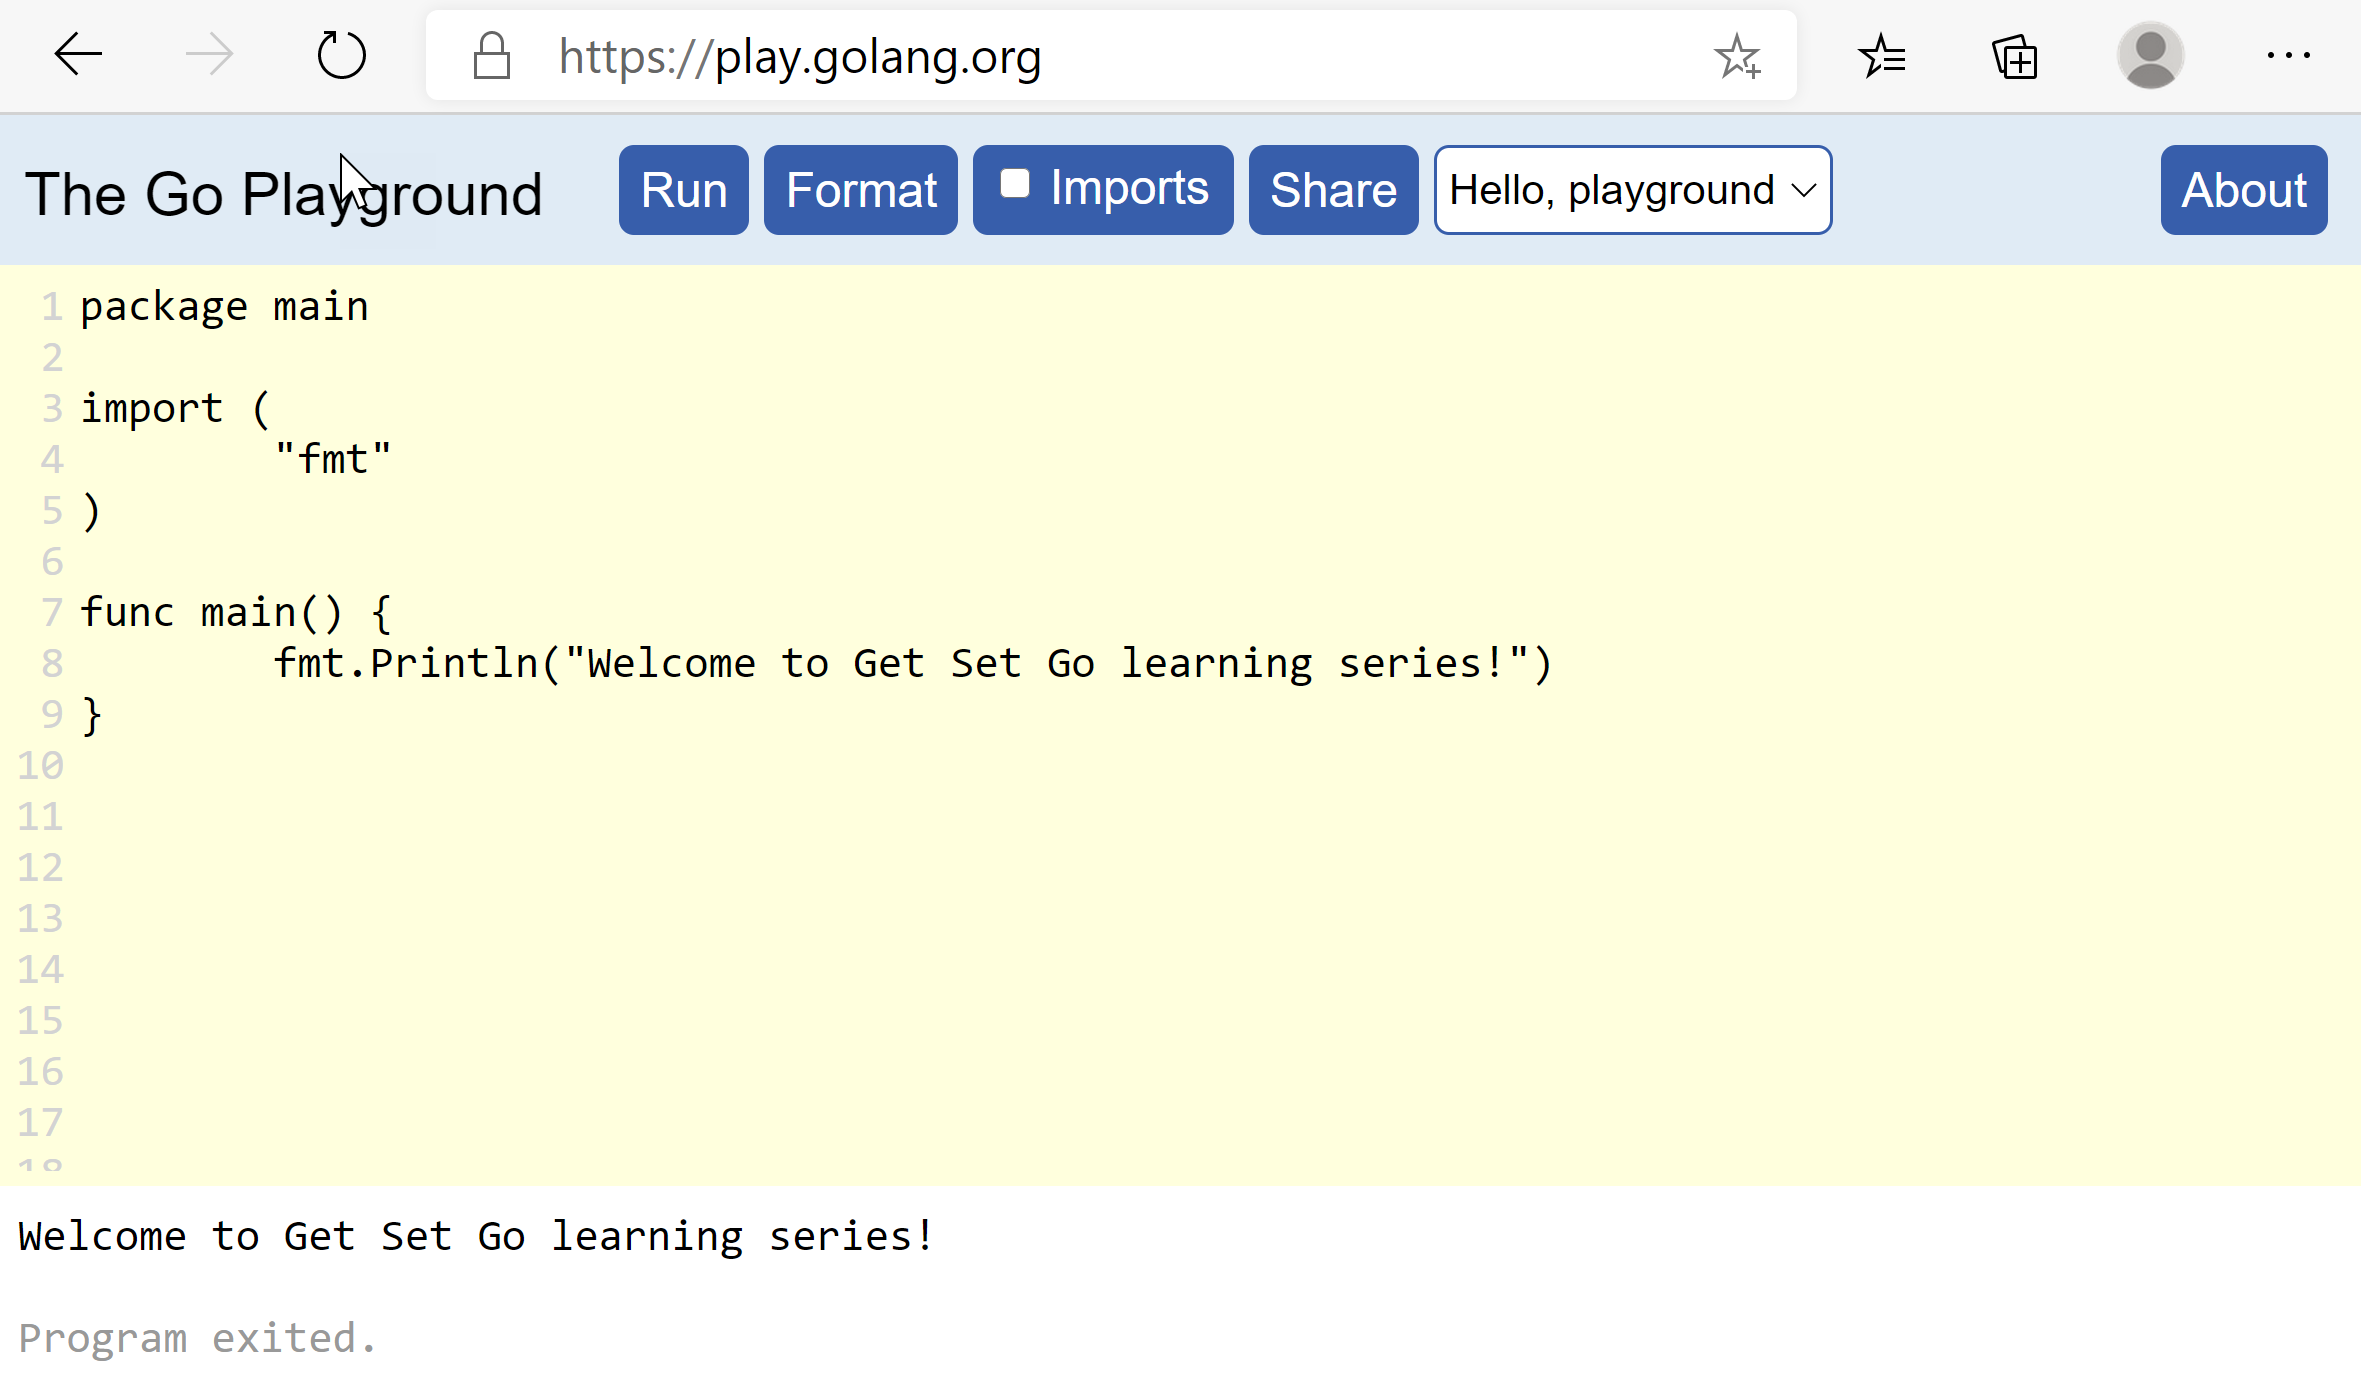 https://play.golang.org
The Go Playground Run Format Imports Share Hello, playground About
1 package main
2
3 import (
4 "fmt"
5 )
6
7 func main() {
8 fmt.Println("Welcome to Get Set Go learning series!")
9 }
10
11
12
13
14
15
16
17
18
Welcome to Get Set Go learning series!
Program exited.